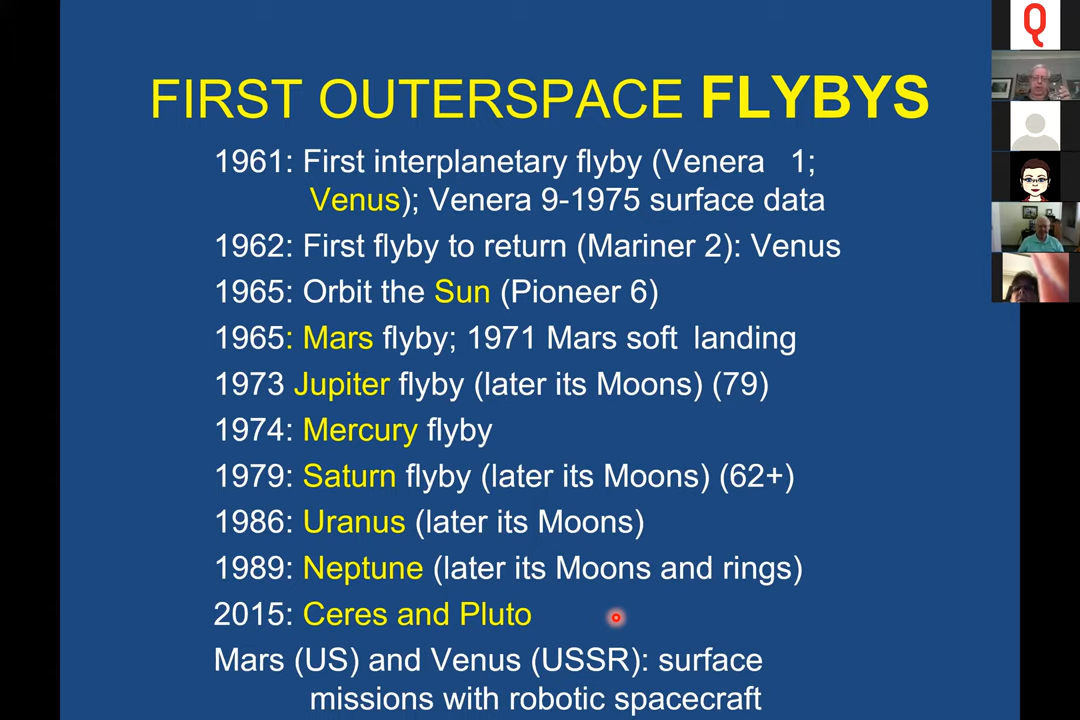 Q
FIRST OUTERSPACE FLYBYS
1961: First interplanetary flyby (Venera 1;
Venus); Venera 9-1975 surface data
1962: First flyby to return (Mariner 2): Venus
1965: Orbit the Sun (Pioneer 6)
1965: Mars flyby; 1971 Mars soft landing
1973 Jupiter flyby (later its Moons) (79)
1974: Mercury flyby
1979: Saturn flyby (later its Moons) (62+)
1986: Uranus (later its Moons)
1989: Neptune (later its Moons and rings)
2015: Ceres and Pluto
Mars (US) and Venus (USSR): surface
missions with robotic spacecraft